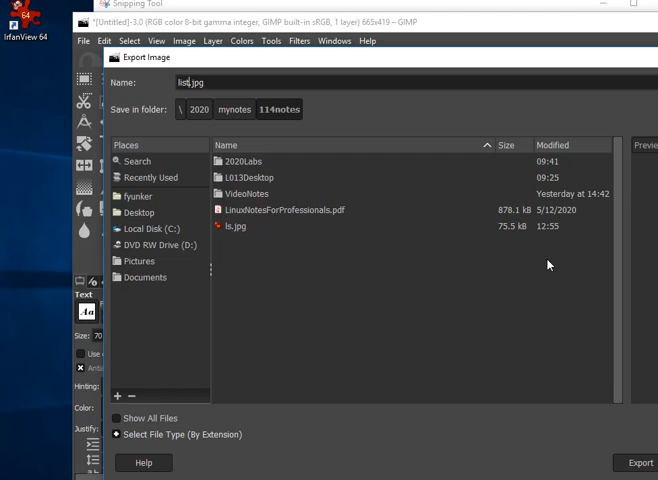 Snipping Tool
64
IrfanView 64
*[Untitled]-3.0 (RGB color 8-bit gamma integer, GIMP built-in sRGB, 1 layer) 665x419 – GIMP
File Edit Select View Image Layer Colors Tools Filters Windows Help
Export Image
Name: list.jpg
Save in folder: \ 2020 mynotes 114notes
Places Name Size Modified Previe
Search 2020Labs 09:41
Recently Used L013Desktop 09:25
fyunker VideoNotes Yesterday at 14:42
Desktop LinuxNotesForProfessionals.pdf 878.1 kB 5/12/2020
Local Disk (C:) ls.jpg 75.5 kB 12:55
DVD RW Drive (D:)
Pictures
Documents
Text
Aa
Size: 70
Use
Anti
Hinting:
Color:
Justify:
Show All Files
Select File Type (By Extension)
Help Export